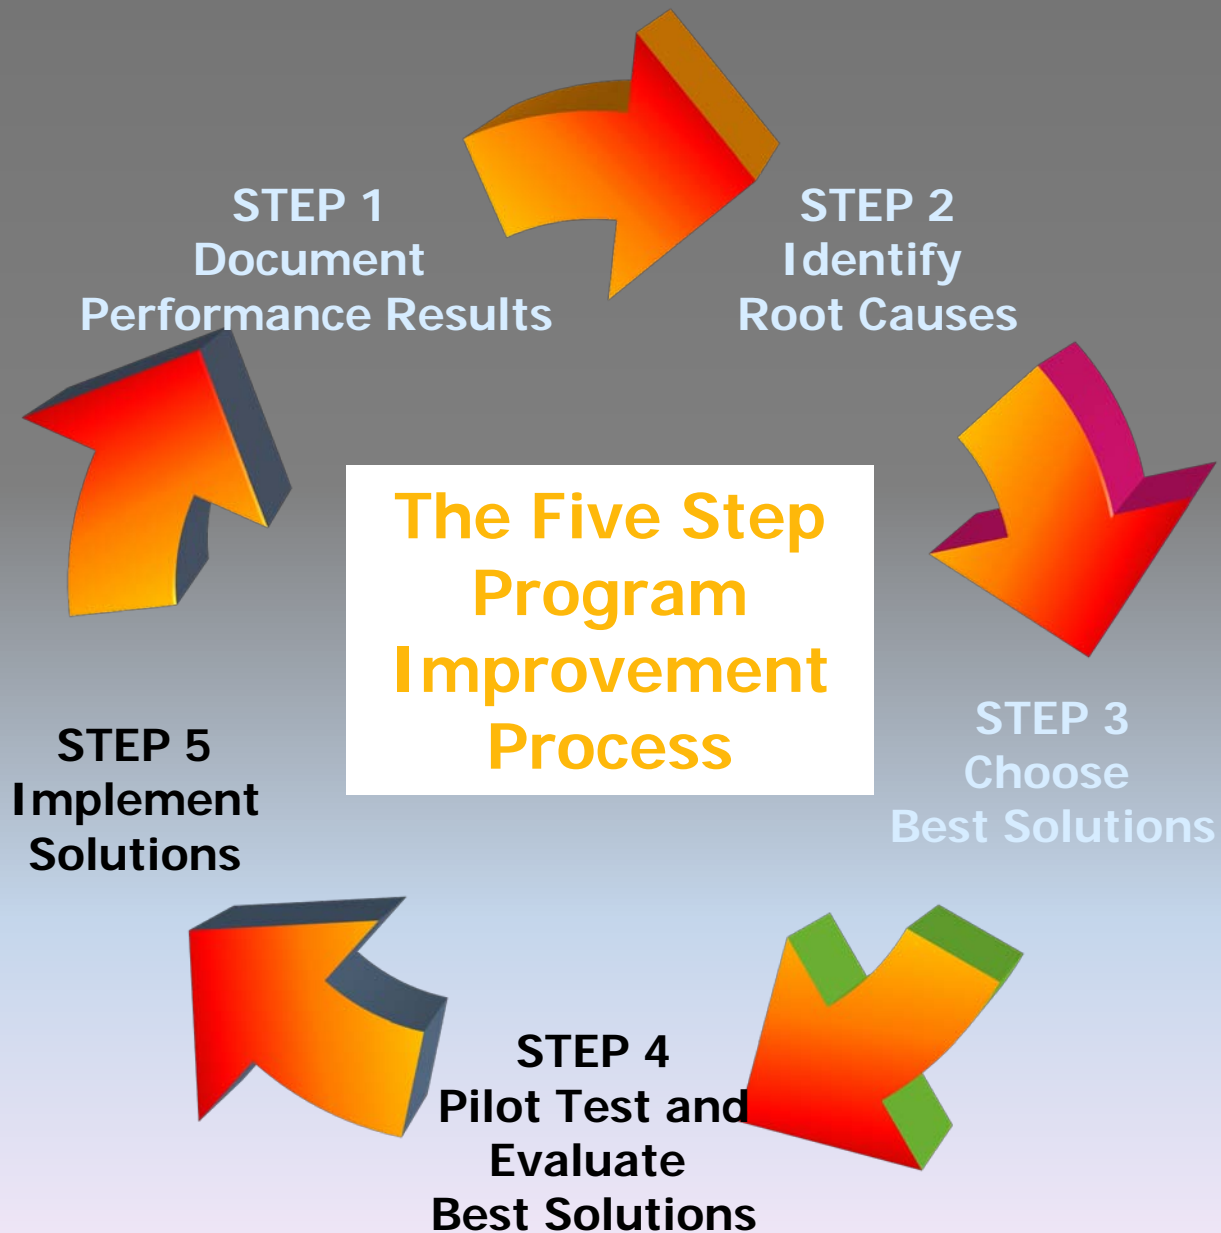 STEP 1
Document
Performance Results
STEP 2
Identify
Root Causes
The Five Step
Program
Improvement
Process
STEP 3
Choose
Best Solutions
STEP 4
Pilot Test and
Evaluate
Best Solutions
STEP 5
Implement
Solutions